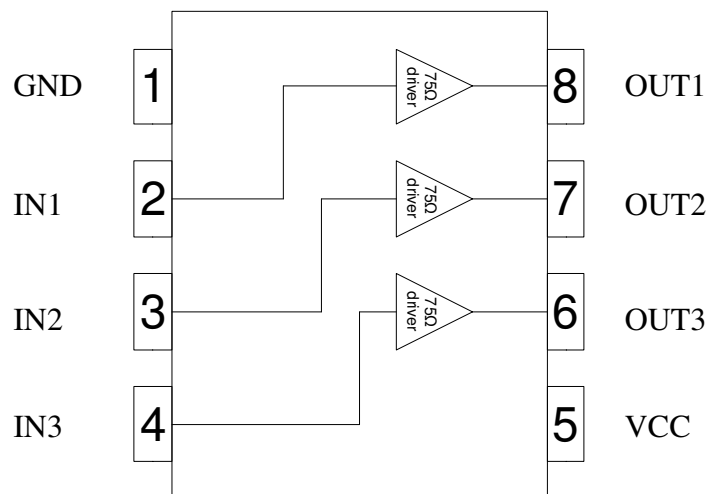 GND 1 75Ω driver 8 OUT1
IN1 2 75Ω driver 7 OUT2
IN2 3 75Ω driver 6 OUT3
IN3 4 5 VCC